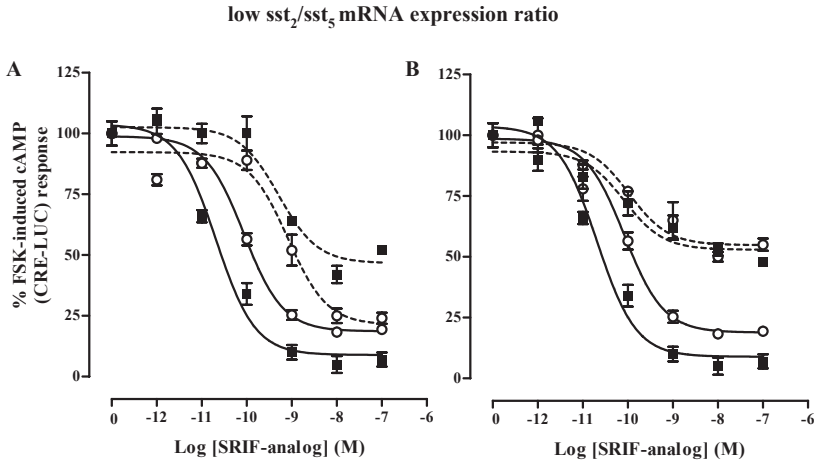 low sst2/sst5 mRNA expression ratio
A
B
% FSK-induced cAMP
(CRE-LUC) response
125
100
75
50
25
0
0 -12 -11 -10 -9 -8 -7 -6
Log [SRIF-analog] (M)
125
100
75
50
25
0
0 -12 -11 -10 -9 -8 -7 -6
Log [SRIF-analog] (M)